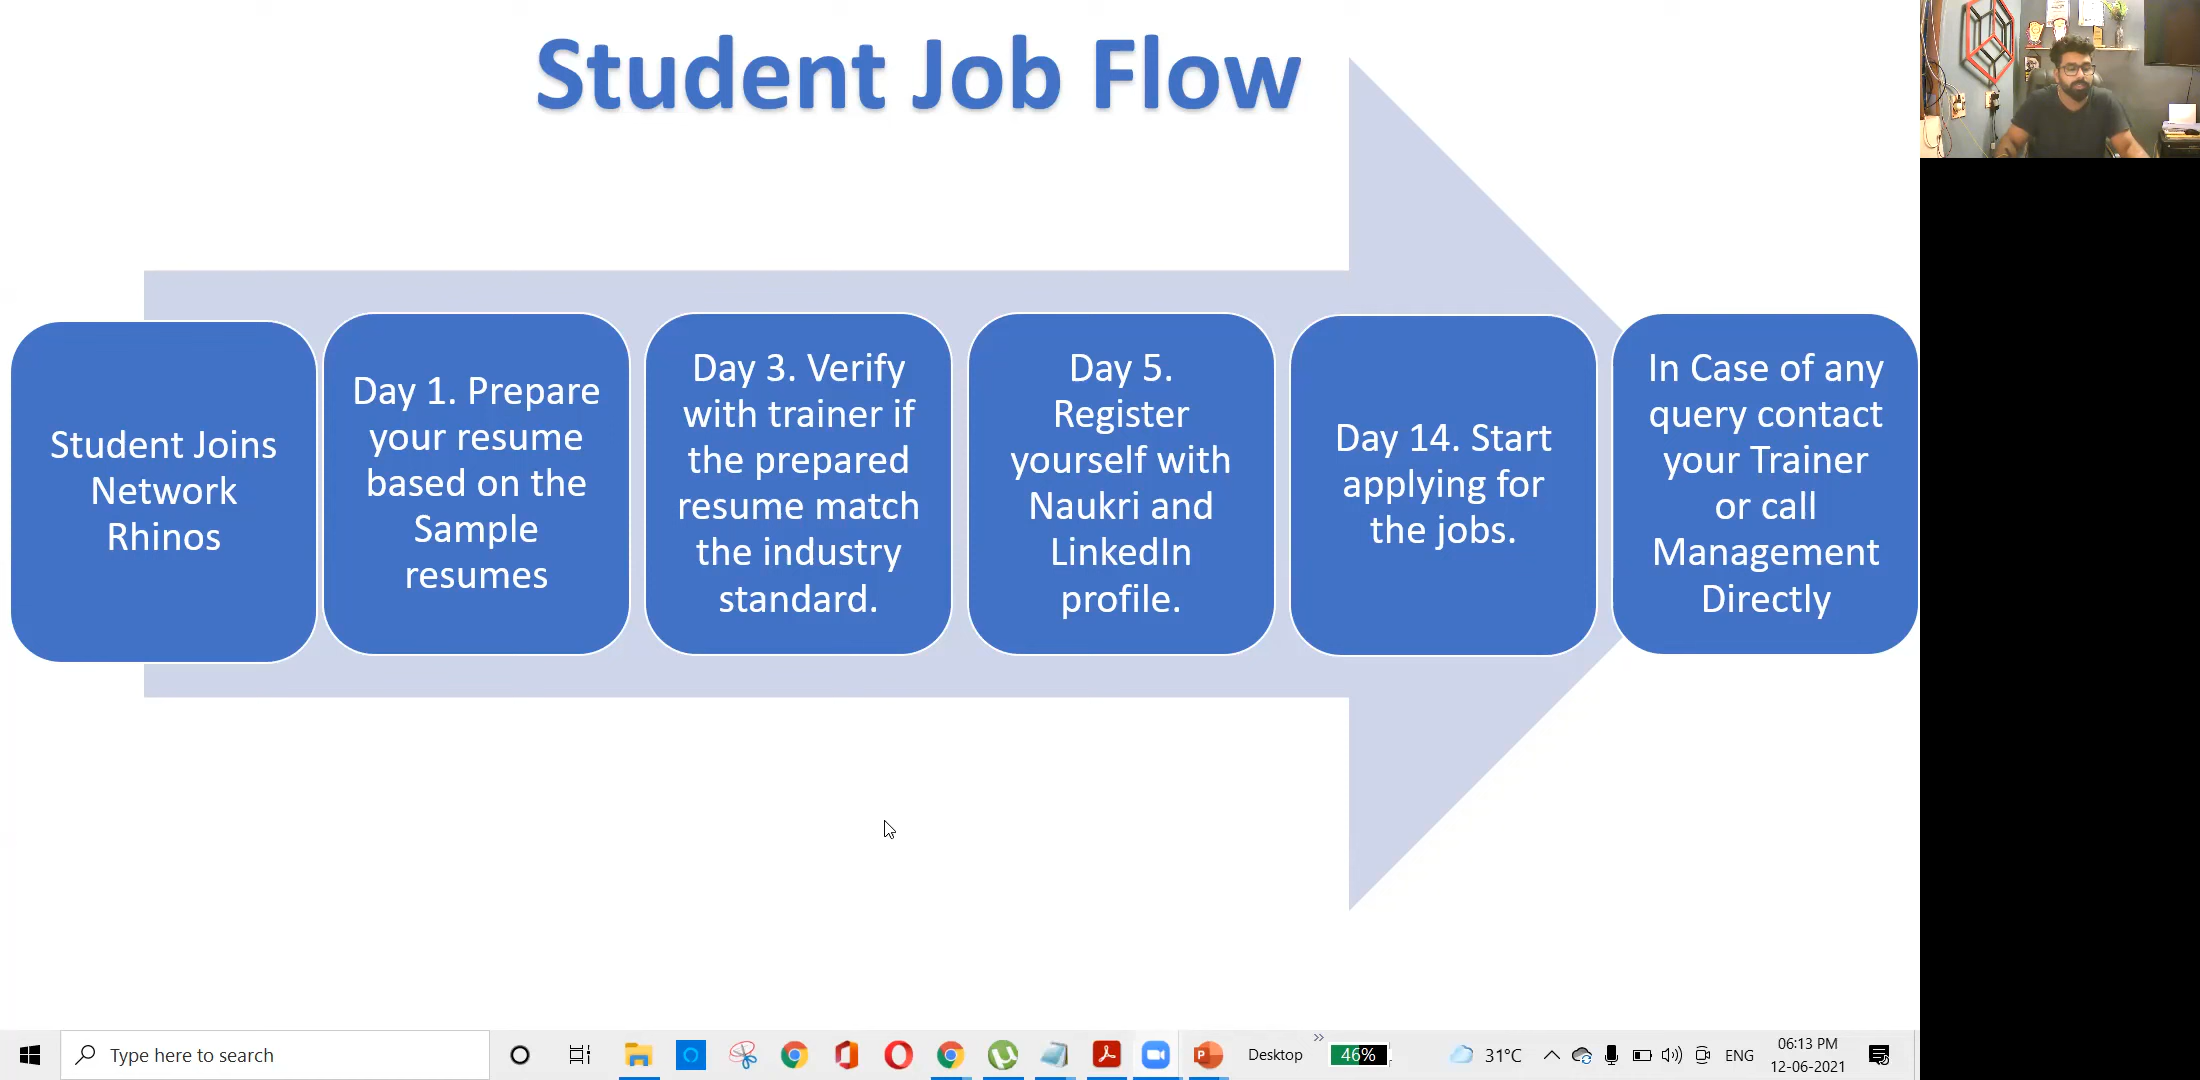 Student Job Flow
Student Joins
Network
Rhinos
Day 1. Prepare
your resume
based on the
Sample
resumes
Day 3. Verify
with trainer if
the prepared
resume match
the industry
standard.
Day 5.
Register
yourself with
Naukri and
LinkedIn
profile.
Day 14. Start
applying for
the jobs.
In Case of any
query contact
your Trainer
or call
Management
Directly
Type here to search
Desktop
46%
31°C
ENG
06:13 PM
12-06-2021